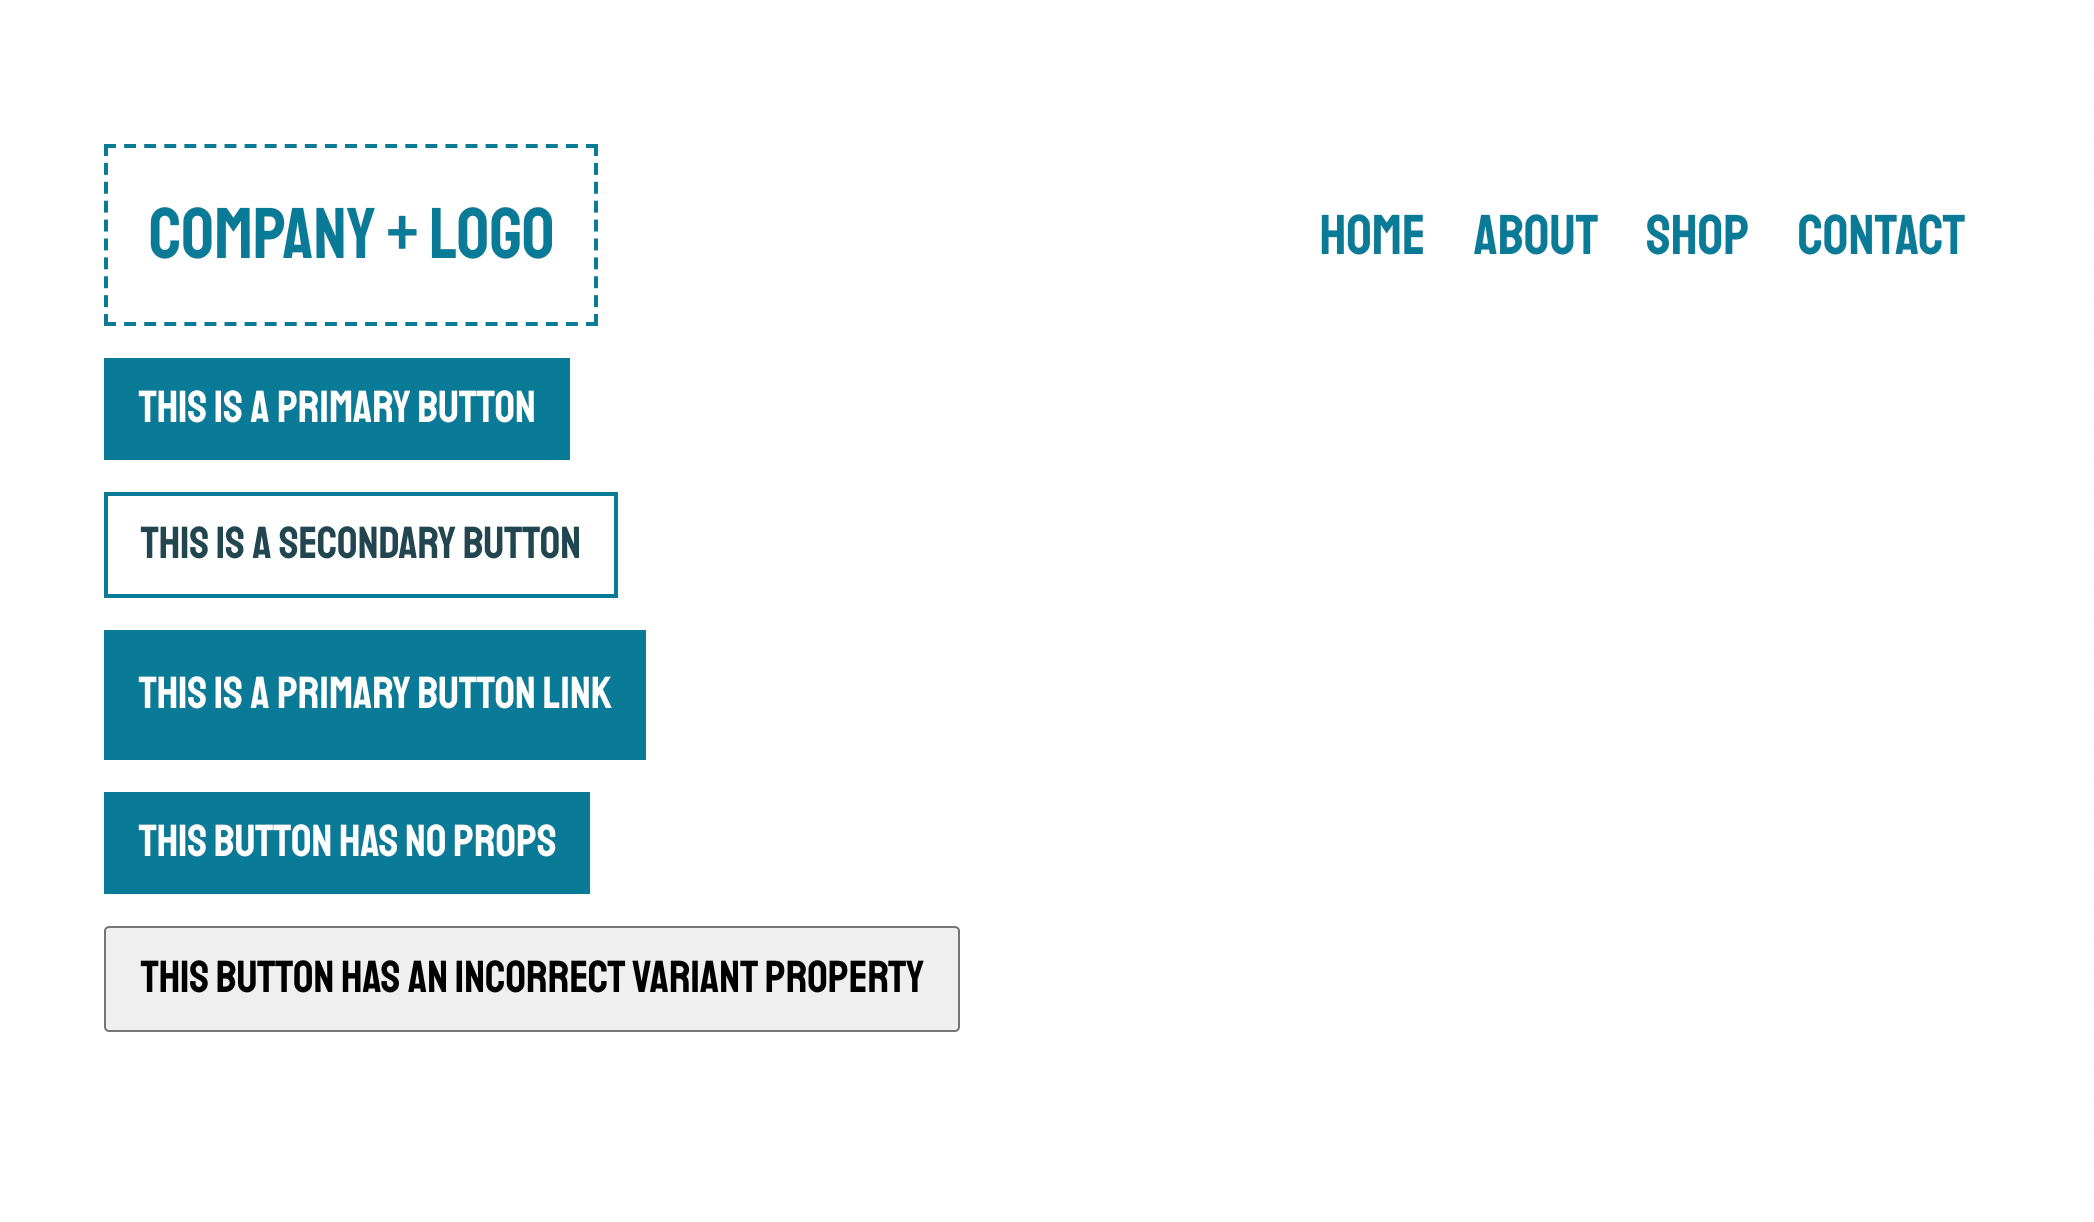 COMPANY + LOGO
HOME ABOUT SHOP CONTACT
THIS IS A PRIMARY BUTTON
THIS IS A SECONDARY BUTTON
THIS IS A PRIMARY BUTTON LINK
THIS BUTTON HAS NO PROPS
THIS BUTTON HAS AN INCORRECT VARIANT PROPERTY